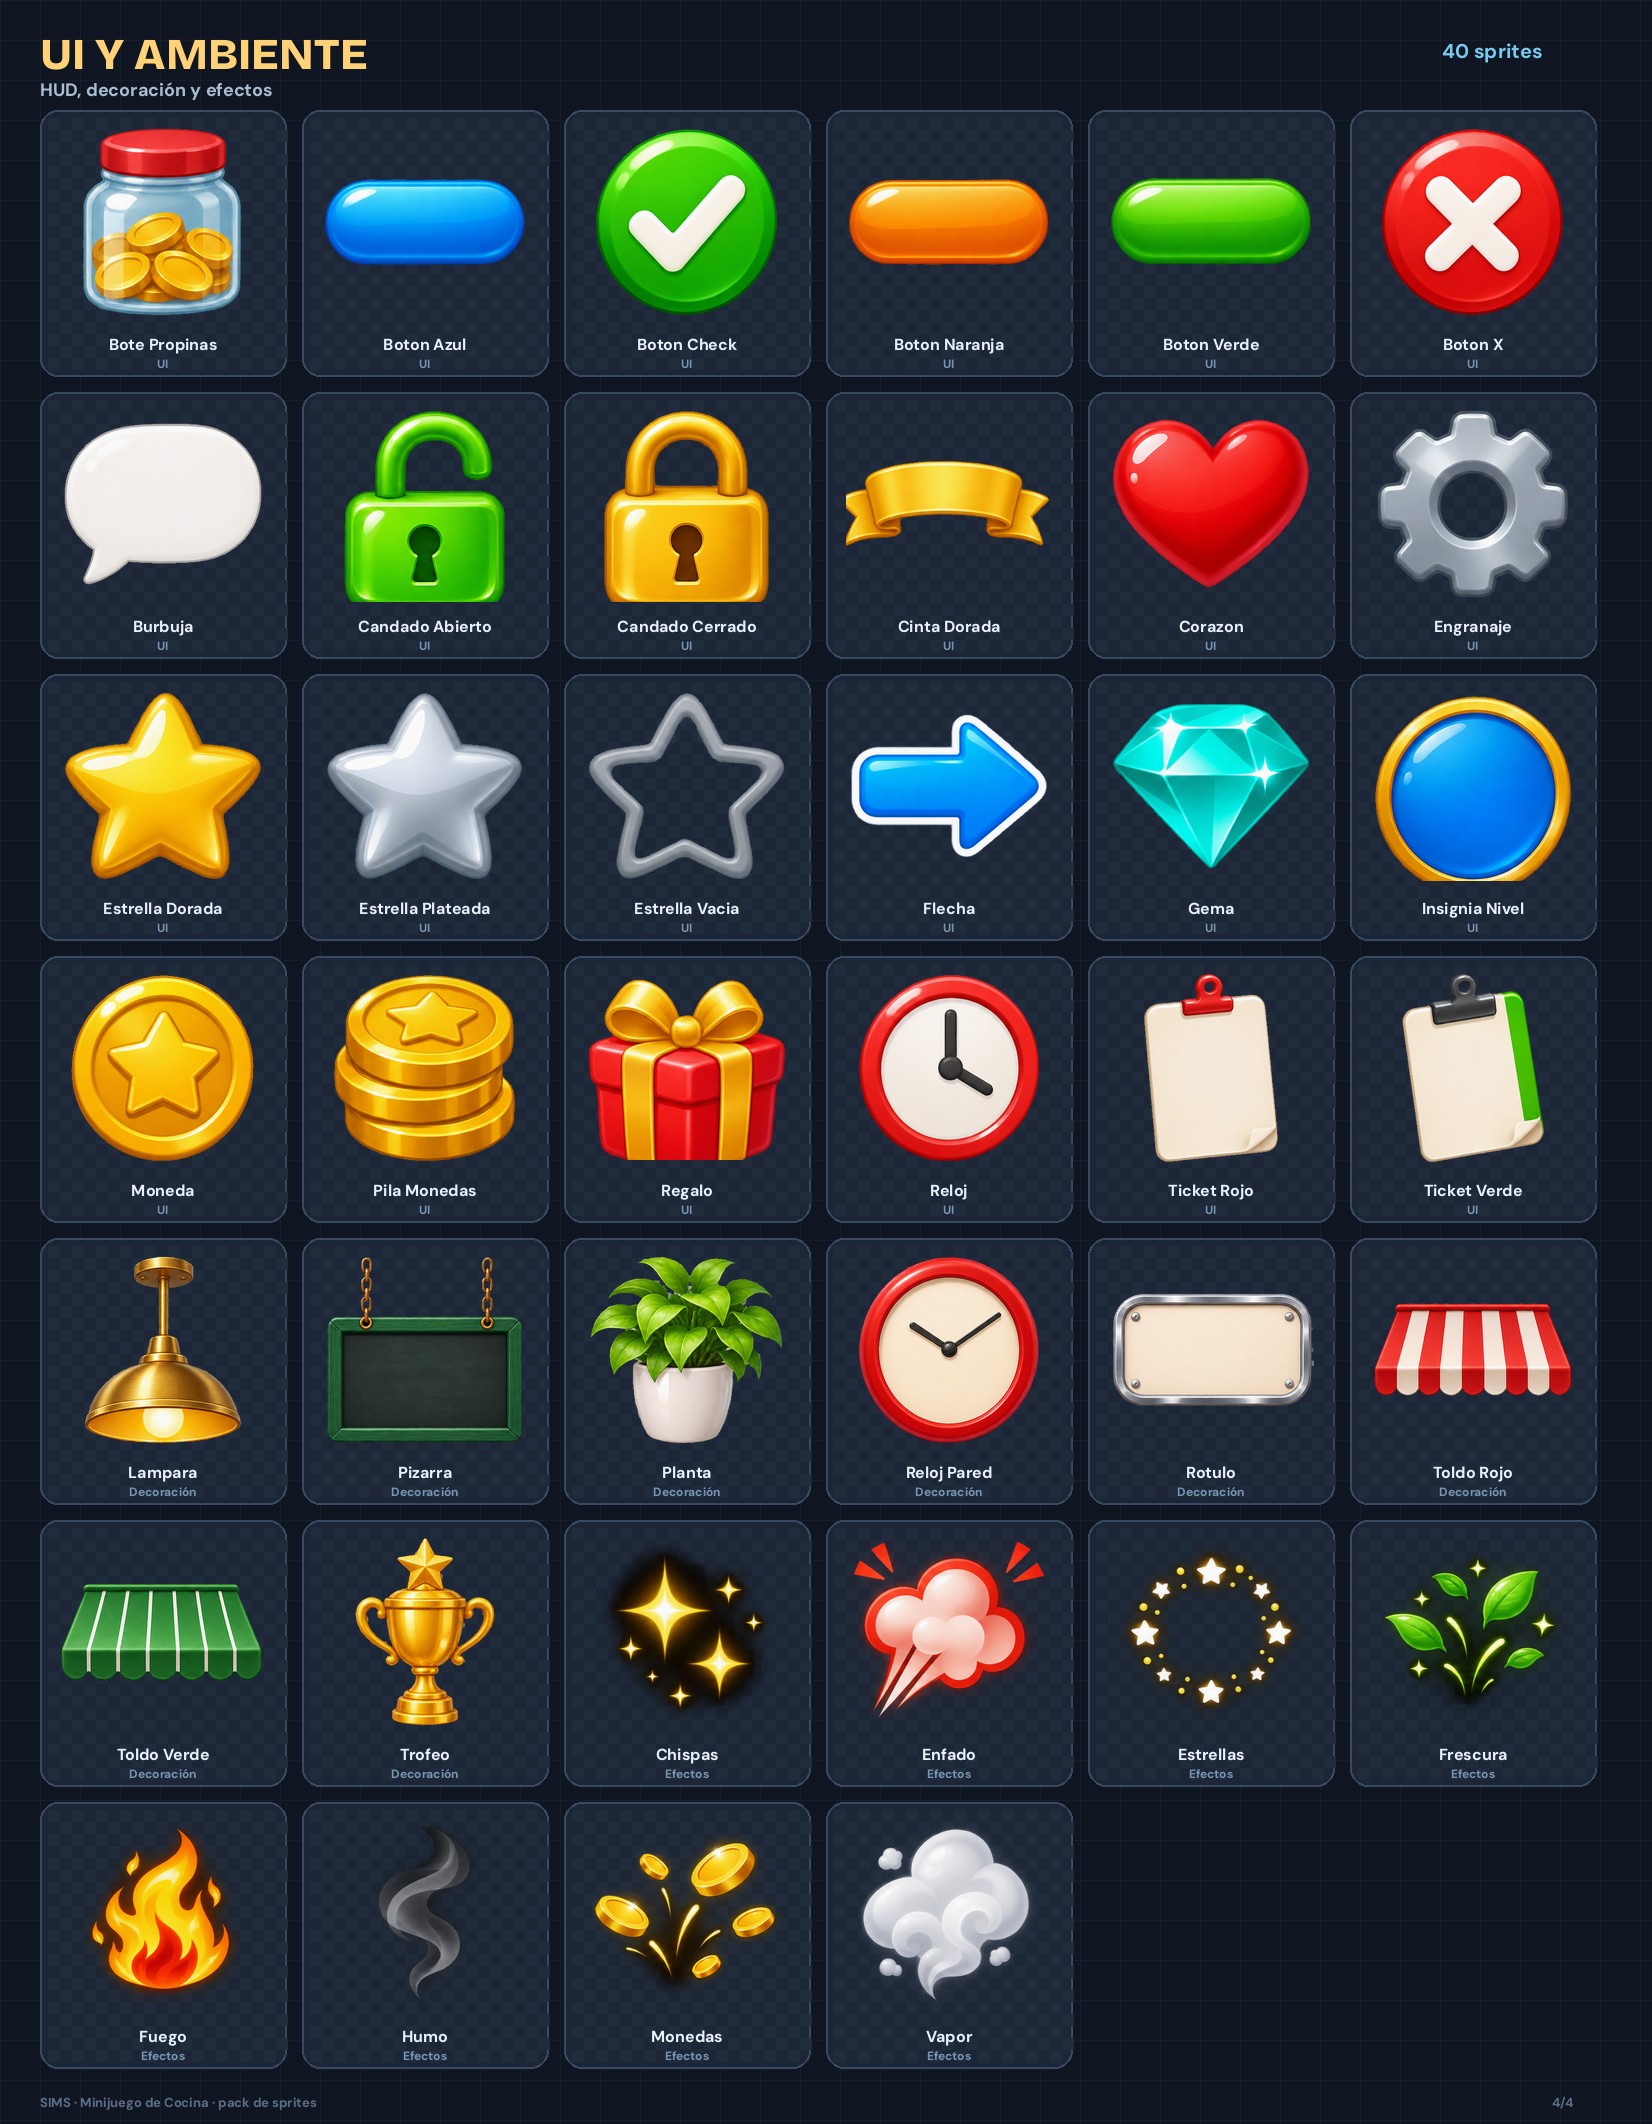 UI Y AMBIENTE
40 sprites
HUD, decoración y efectos
Bote Propinas
UI
Boton Azul
UI
Boton Check
UI
Boton Naranja
UI
Boton Verde
UI
Boton X
UI
Burbuja
UI
Candado Abierto
UI
Candado Cerrado
UI
Cinta Dorada
UI
Corazon
UI
Engranaje
UI
Estrella Dorada
UI
Estrella Plateada
UI
Estrella Vacia
UI
Flecha
UI
Gema
UI
Insignia Nivel
UI
Moneda
UI
Pila Monedas
UI
Regalo
UI
Reloj
UI
Ticket Rojo
UI
Ticket Verde
UI
Lampara
Decoración
Pizarra
Decoración
Planta
Decoración
Reloj Pared
Decoración
Rotulo
Decoración
Toldo Rojo
Decoración
Toldo Verde
Decoración
Trofeo
Decoración
Chispas
Efectos
Enfado
Efectos
Estrellas
Efectos
Frescura
Efectos
Fuego
Efectos
Humo
Efectos
Monedas
Efectos
Vapor
Efectos
SIMS · Minijuego de Cocina · pack de sprites
4/4